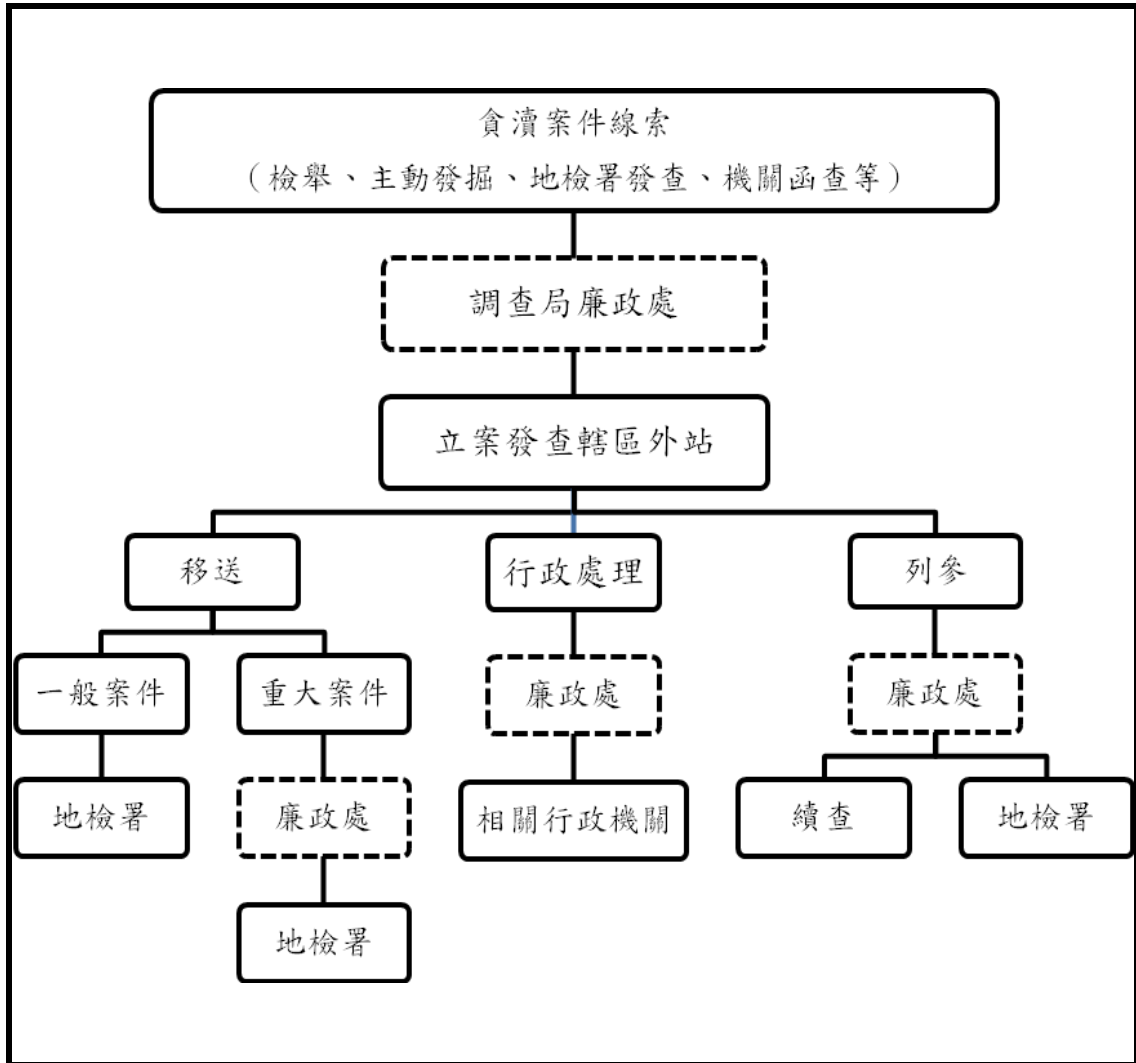 貪瀆案件線索
（檢舉、主動發掘、地檢署發查、機關函查等）
調查局廉政處
立案發查轄區外站
移送
行政處理
列參
一般案件
重大案件
廉政處
廉政處
地檢署
廉政處
相關行政機關
續查
地檢署
地檢署